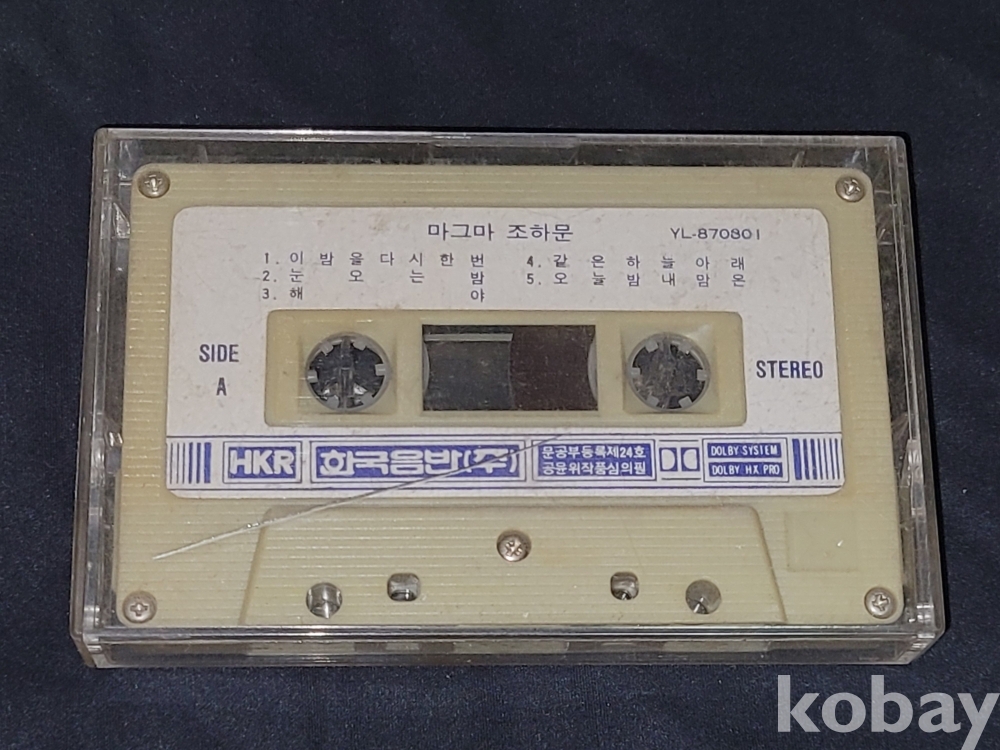 마그마 조하문 YL-870801
1. 이 밤 을 다 시 한 번
2. 눈 오 는 밤
3. 해 야
4. 같 은 하 늘 아 래
5. 오 늘 밤 내 맘 은
SIDE A
STEREO
HKR 한국음반(주)
문공부등록제24호
공윤위작품심의필
DOLBY SYSTEM
DOLBY HX PRO
kobay